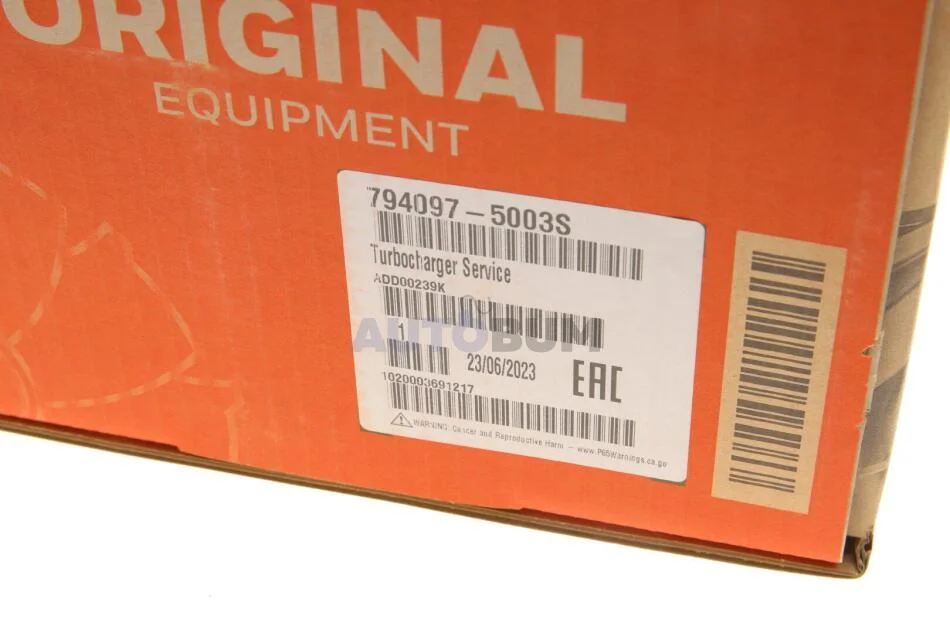 ORIGINAL
EQUIPMENT
794097-5003S
Turbocharger Service
ADD00239K
AUTOBUM
1
23/06/2023
EAC
1020003691217
WARNING: Cancer and Reproductive Harm - www.P65Warnings.ca.go